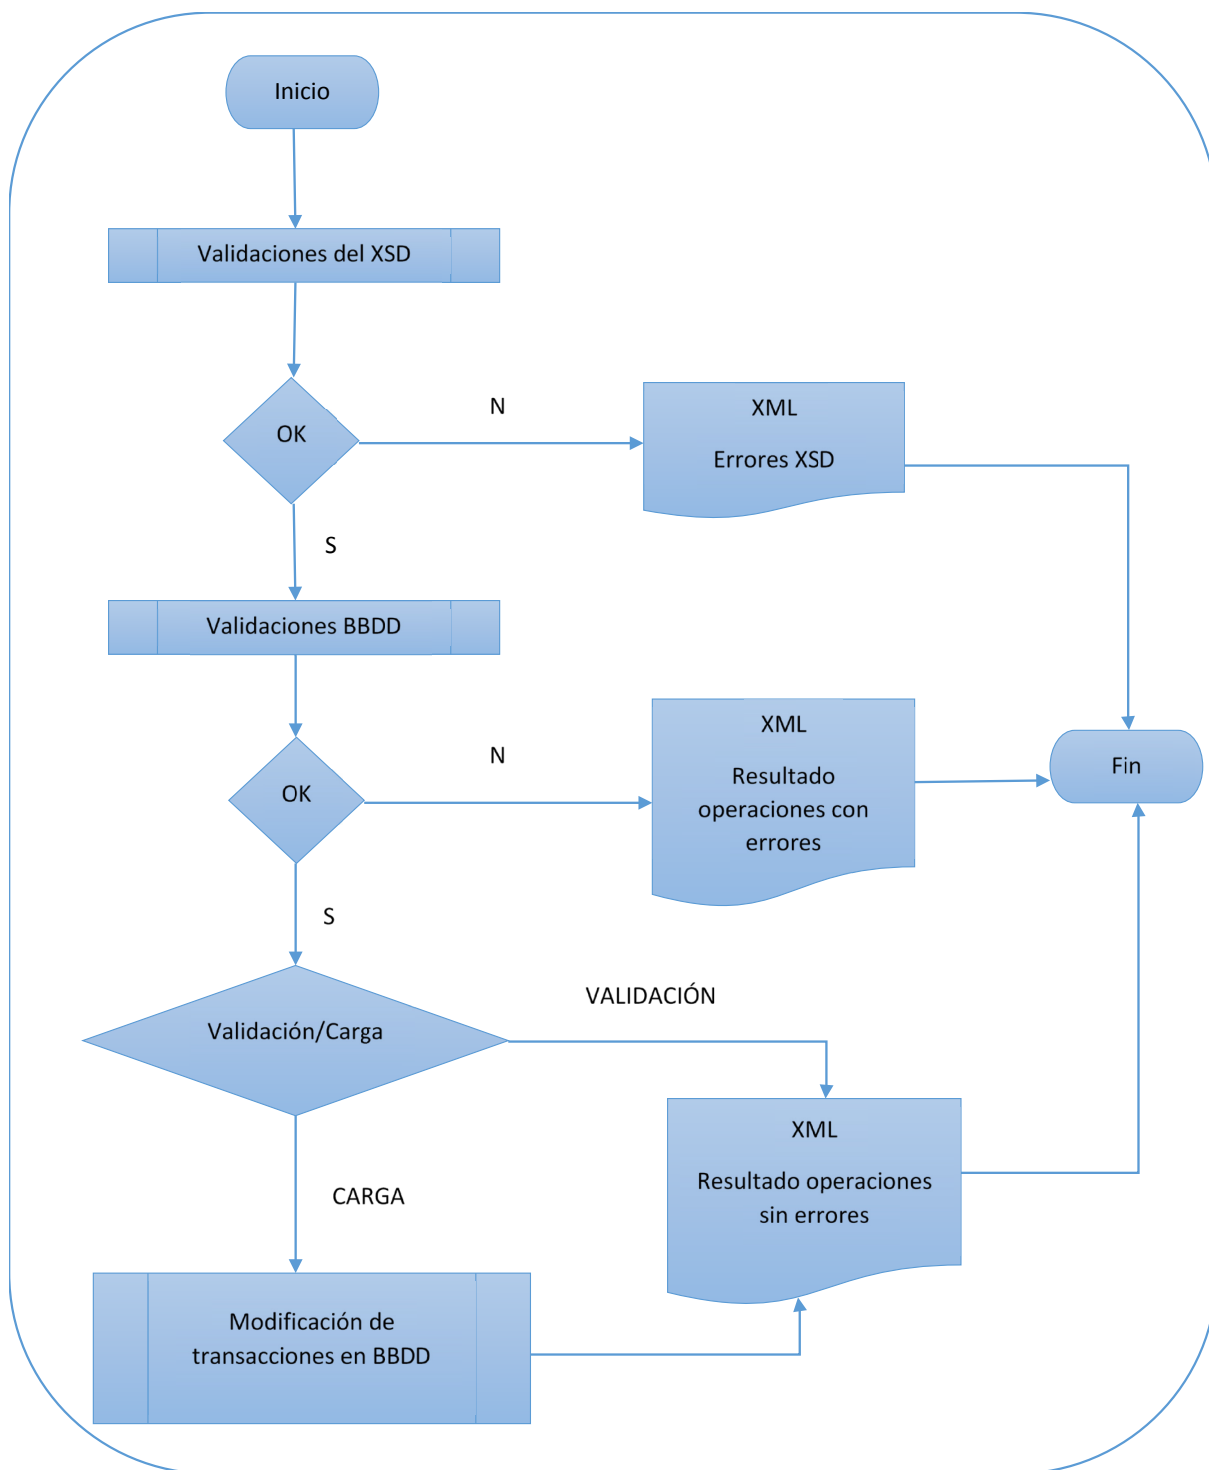 Inicio
Validaciones del XSD
OK
N
XML
Errores XSD
S
Validaciones BBDD
OK
N
XML
Resultado
operaciones con
errores
Fin
S
Validación/Carga
VALIDACIÓN
XML
Resultado operaciones
sin errores
CARGA
Modificación de
transacciones en BBDD